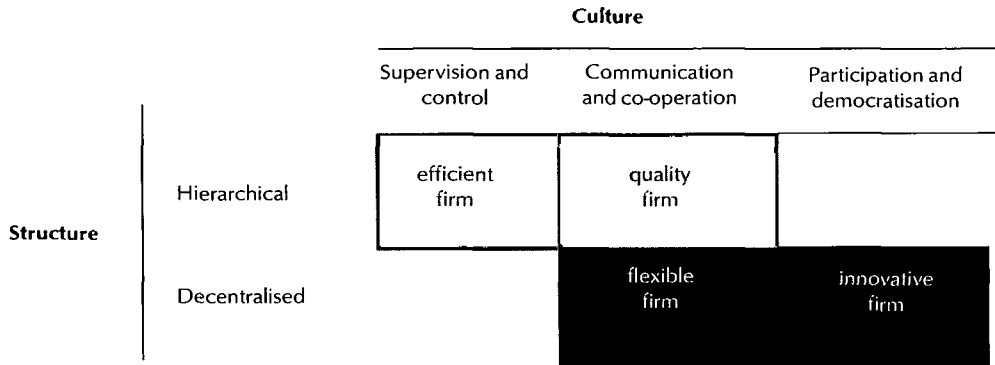 Culture
Supervision and
control
Communication
and co-operation
Participation and
democratisation
Structure
Hierarchical
efficient
firm
quality
firm
Decentralised
flexible
firm
innovative
firm